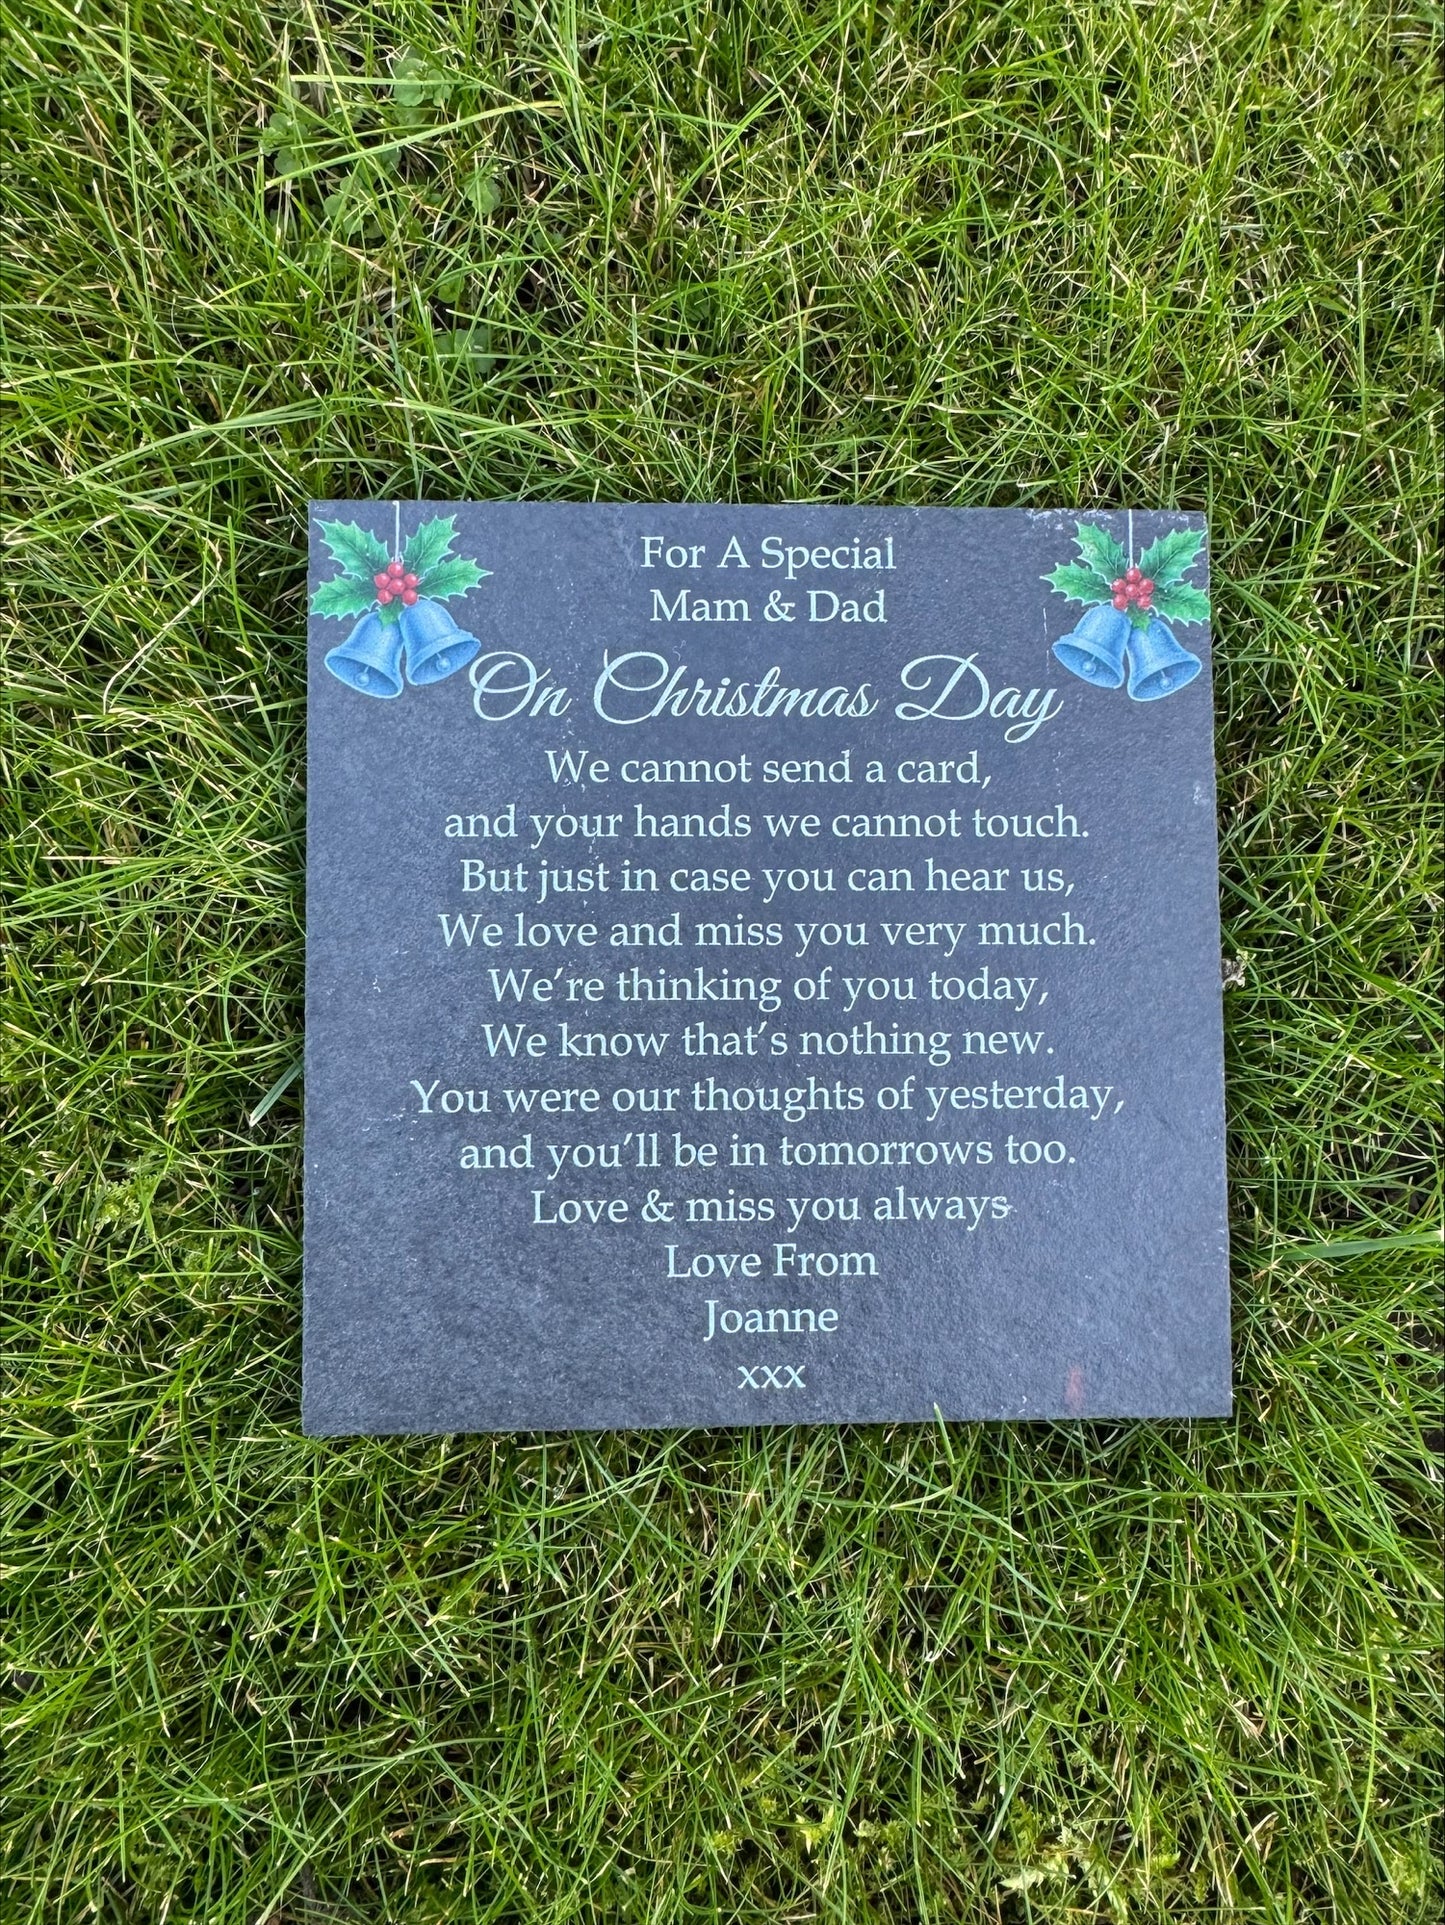 For A Special
Mam & Dad
On Christmas Day
We cannot send a card,
and your hands we cannot touch.
But just in case you can hear us,
We love and miss you very much.
We're thinking of you today,
We know that's nothing new.
You were our thoughts of yesterday,
and you'll be in tomorrows too.
Love & miss you always
Love From
Joanne
xxx